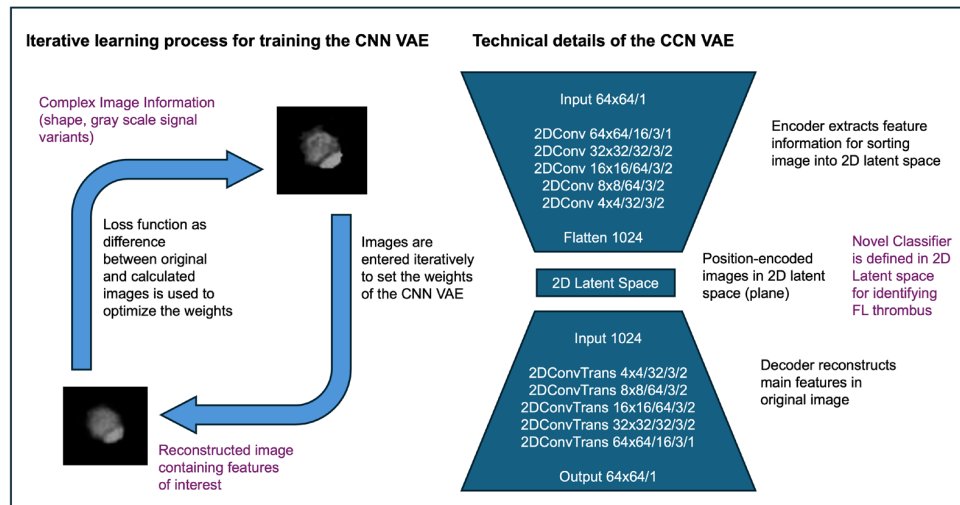 Iterative learning process for training the CNN VAE
Complex Image Information
(shape, gray scale signal
variants)
Loss function as
difference
between original
and calculated
images is used to
optimize the weights
Images are
entered iteratively
to set the weights
of the CNN VAE
Reconstructed image
containing features
of interest
Technical details of the CCN VAE
Input 64x64/1
2DConv 64x64/16/3/1
2DConv 32x32/32/3/2
2DConv 16x16/64/3/2
2DConv 8x8/64/3/2
2DConv 4x4/32/3/2
Flatten 1024
Encoder extracts feature
information for sorting
image into 2D latent space
2D Latent Space
Position-encoded
images in 2D latent
space (plane)
Novel Classifier
is defined in 2D
Latent space
for identifying
FL thrombus
Input 1024
2DConvTrans 4x4/32/3/2
2DConvTrans 8x8/64/3/2
2DConvTrans 16x16/64/3/2
2DConvTrans 32x32/32/3/2
2DConvTrans 64x64/16/3/1
Output 64x64/1
Decoder reconstructs
main features in
original image